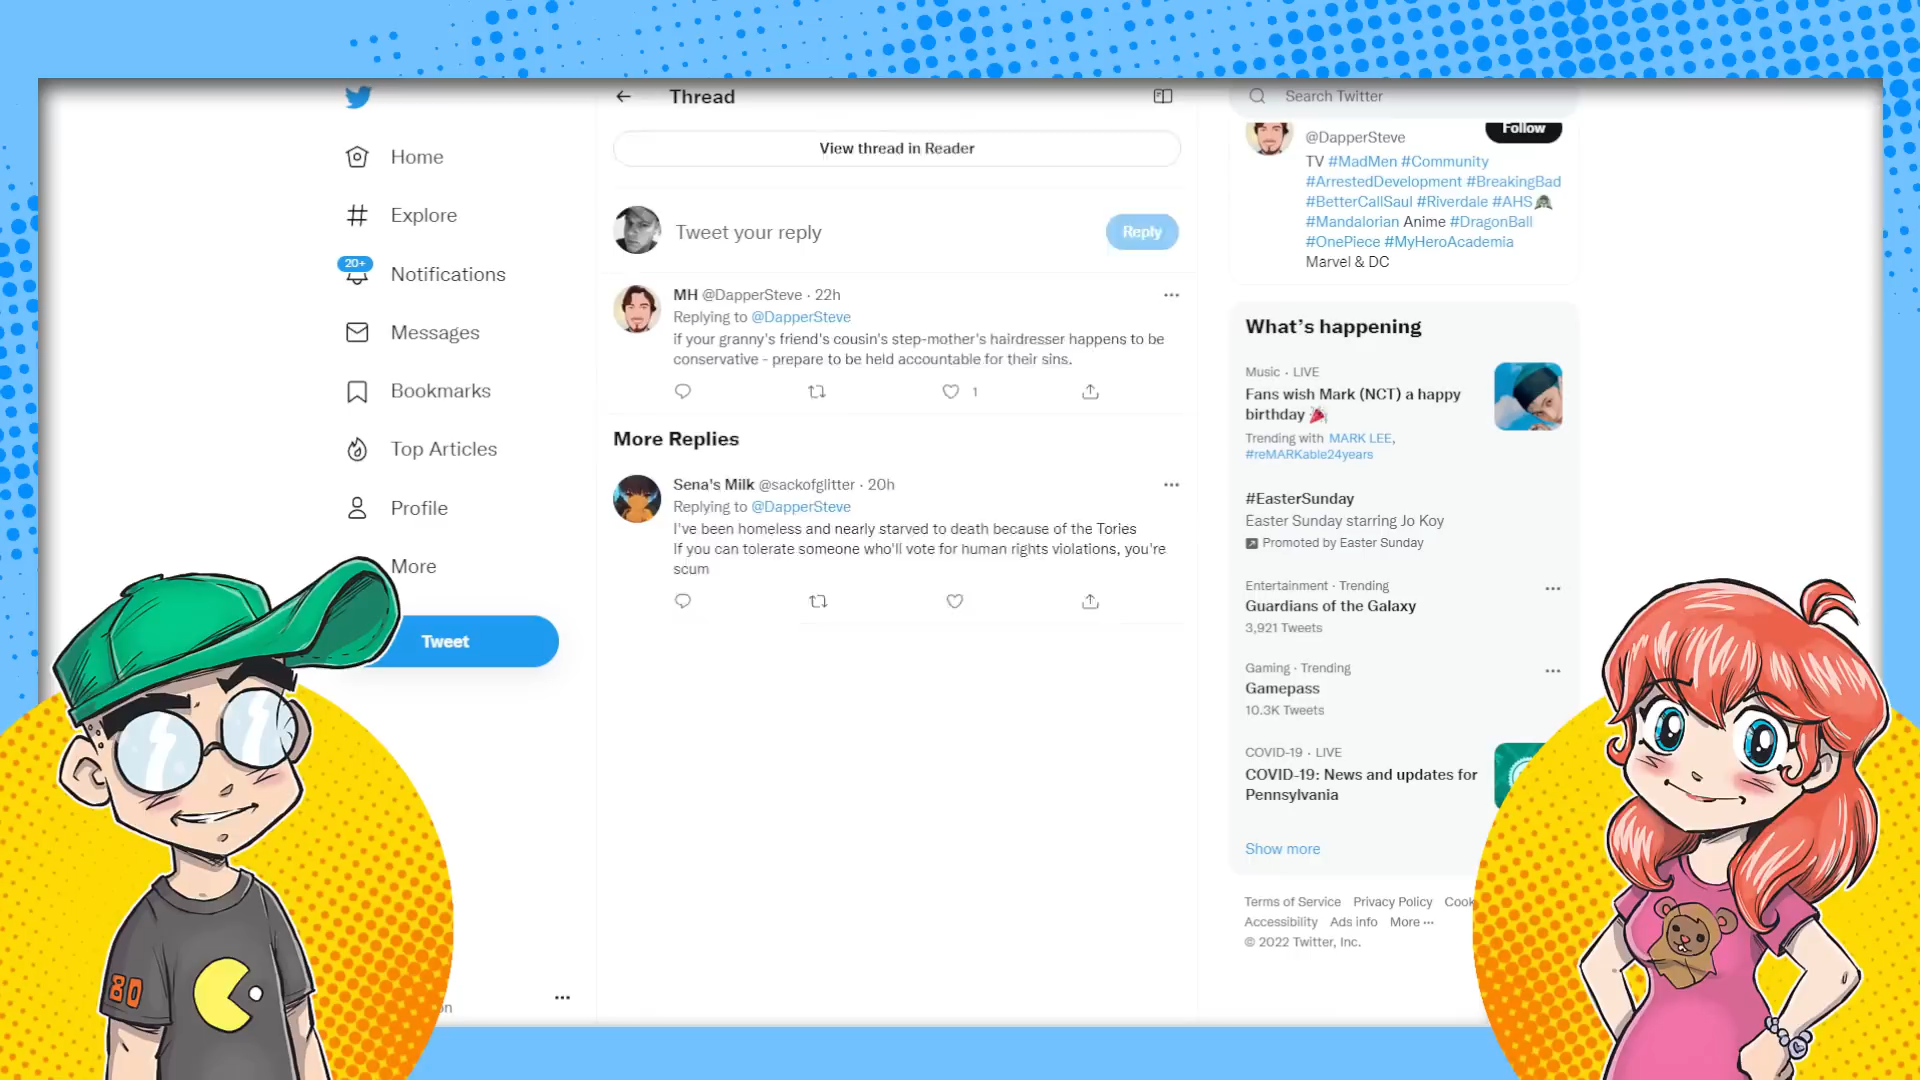 Home
Explore
20+
Notifications
Messages
Bookmarks
Top Articles
Profile
More
Tweet
Thread
View thread in Reader
Tweet your reply
Reply
MH @DapperSteve · 22h
Replying to @DapperSteve
if your granny's friend's cousin's step-mother's hairdresser happens to be
conservative - prepare to be held accountable for their sins.
1
More Replies
Sena's Milk @sackofglitter · 20h
Replying to @DapperSteve
I've been homeless and nearly starved to death because of the Tories
If you can tolerate someone who'll vote for human rights violations, you're
scum
Search Twitter
@DapperSteve
Follow
TV #MadMen #Community
#ArrestedDevelopment #BreakingBad
#BetterCallSaul #Riverdale #AHS
#Mandalorian Anime #DragonBall
#OnePiece #MyHeroAcademia
Marvel & DC
What's happening
Music · LIVE
Fans wish Mark (NCT) a happy
birthday
Trending with MARK LEE,
#reMARKable24years
#EasterSunday
Easter Sunday starring Jo Koy
Promoted by Easter Sunday
Entertainment · Trending
Guardians of the Galaxy
3,921 Tweets
Gaming · Trending
Gamepass
10.3K Tweets
COVID-19 · LIVE
COVID-19: News and updates for
Pennsylvania
Show more
Terms of Service Privacy Policy Cook
Accessibility Ads info More ···
© 2022 Twitter, Inc.
80